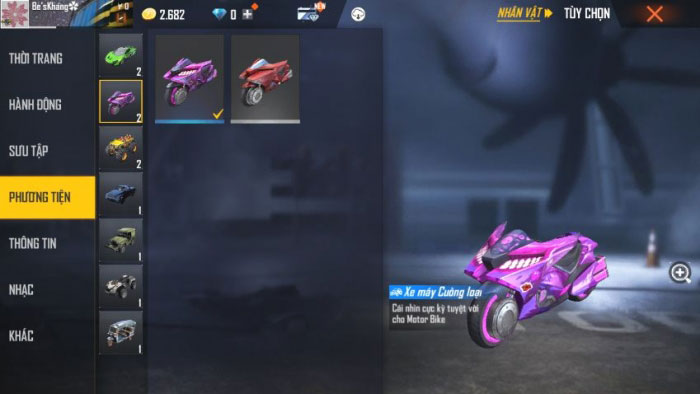 Be'sKháng✿
2.682
0
NHÂN VẬT
TÙY CHỌN
THỜI TRANG
HÀNH ĐỘNG
SƯU TẬP
PHƯƠNG TIỆN
THÔNG TIN
NHẠC
KHÁC
2
2
2
1
1
1
1
Xe máy Cuồng loại
Cái nhìn cực kỳ tuyệt vời
cho Motor Bike